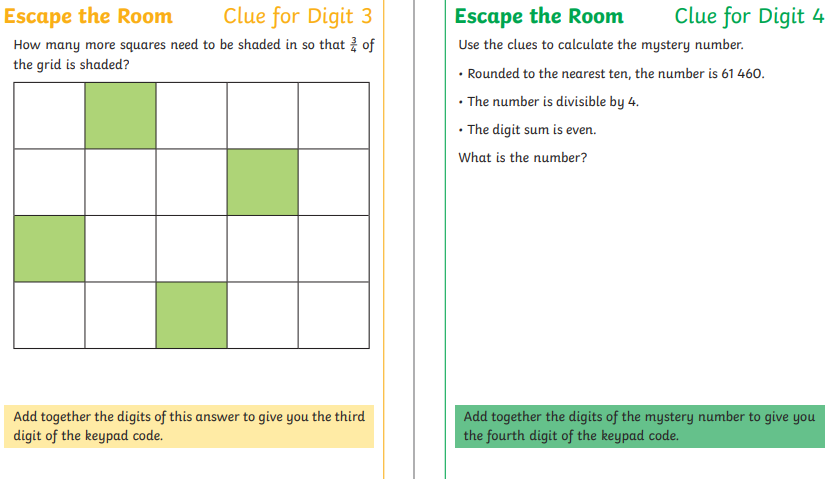 Escape the Room Clue for Digit 3
How many more squares need to be shaded in so that 3/4 of
the grid is shaded?
Add together the digits of this answer to give you the third
digit of the keypad code.
Escape the Room Clue for Digit 4
Use the clues to calculate the mystery number.
• Rounded to the nearest ten, the number is 61 460.
• The number is divisible by 4.
• The digit sum is even.
What is the number?
Add together the digits of the mystery number to give you
the fourth digit of the keypad code.